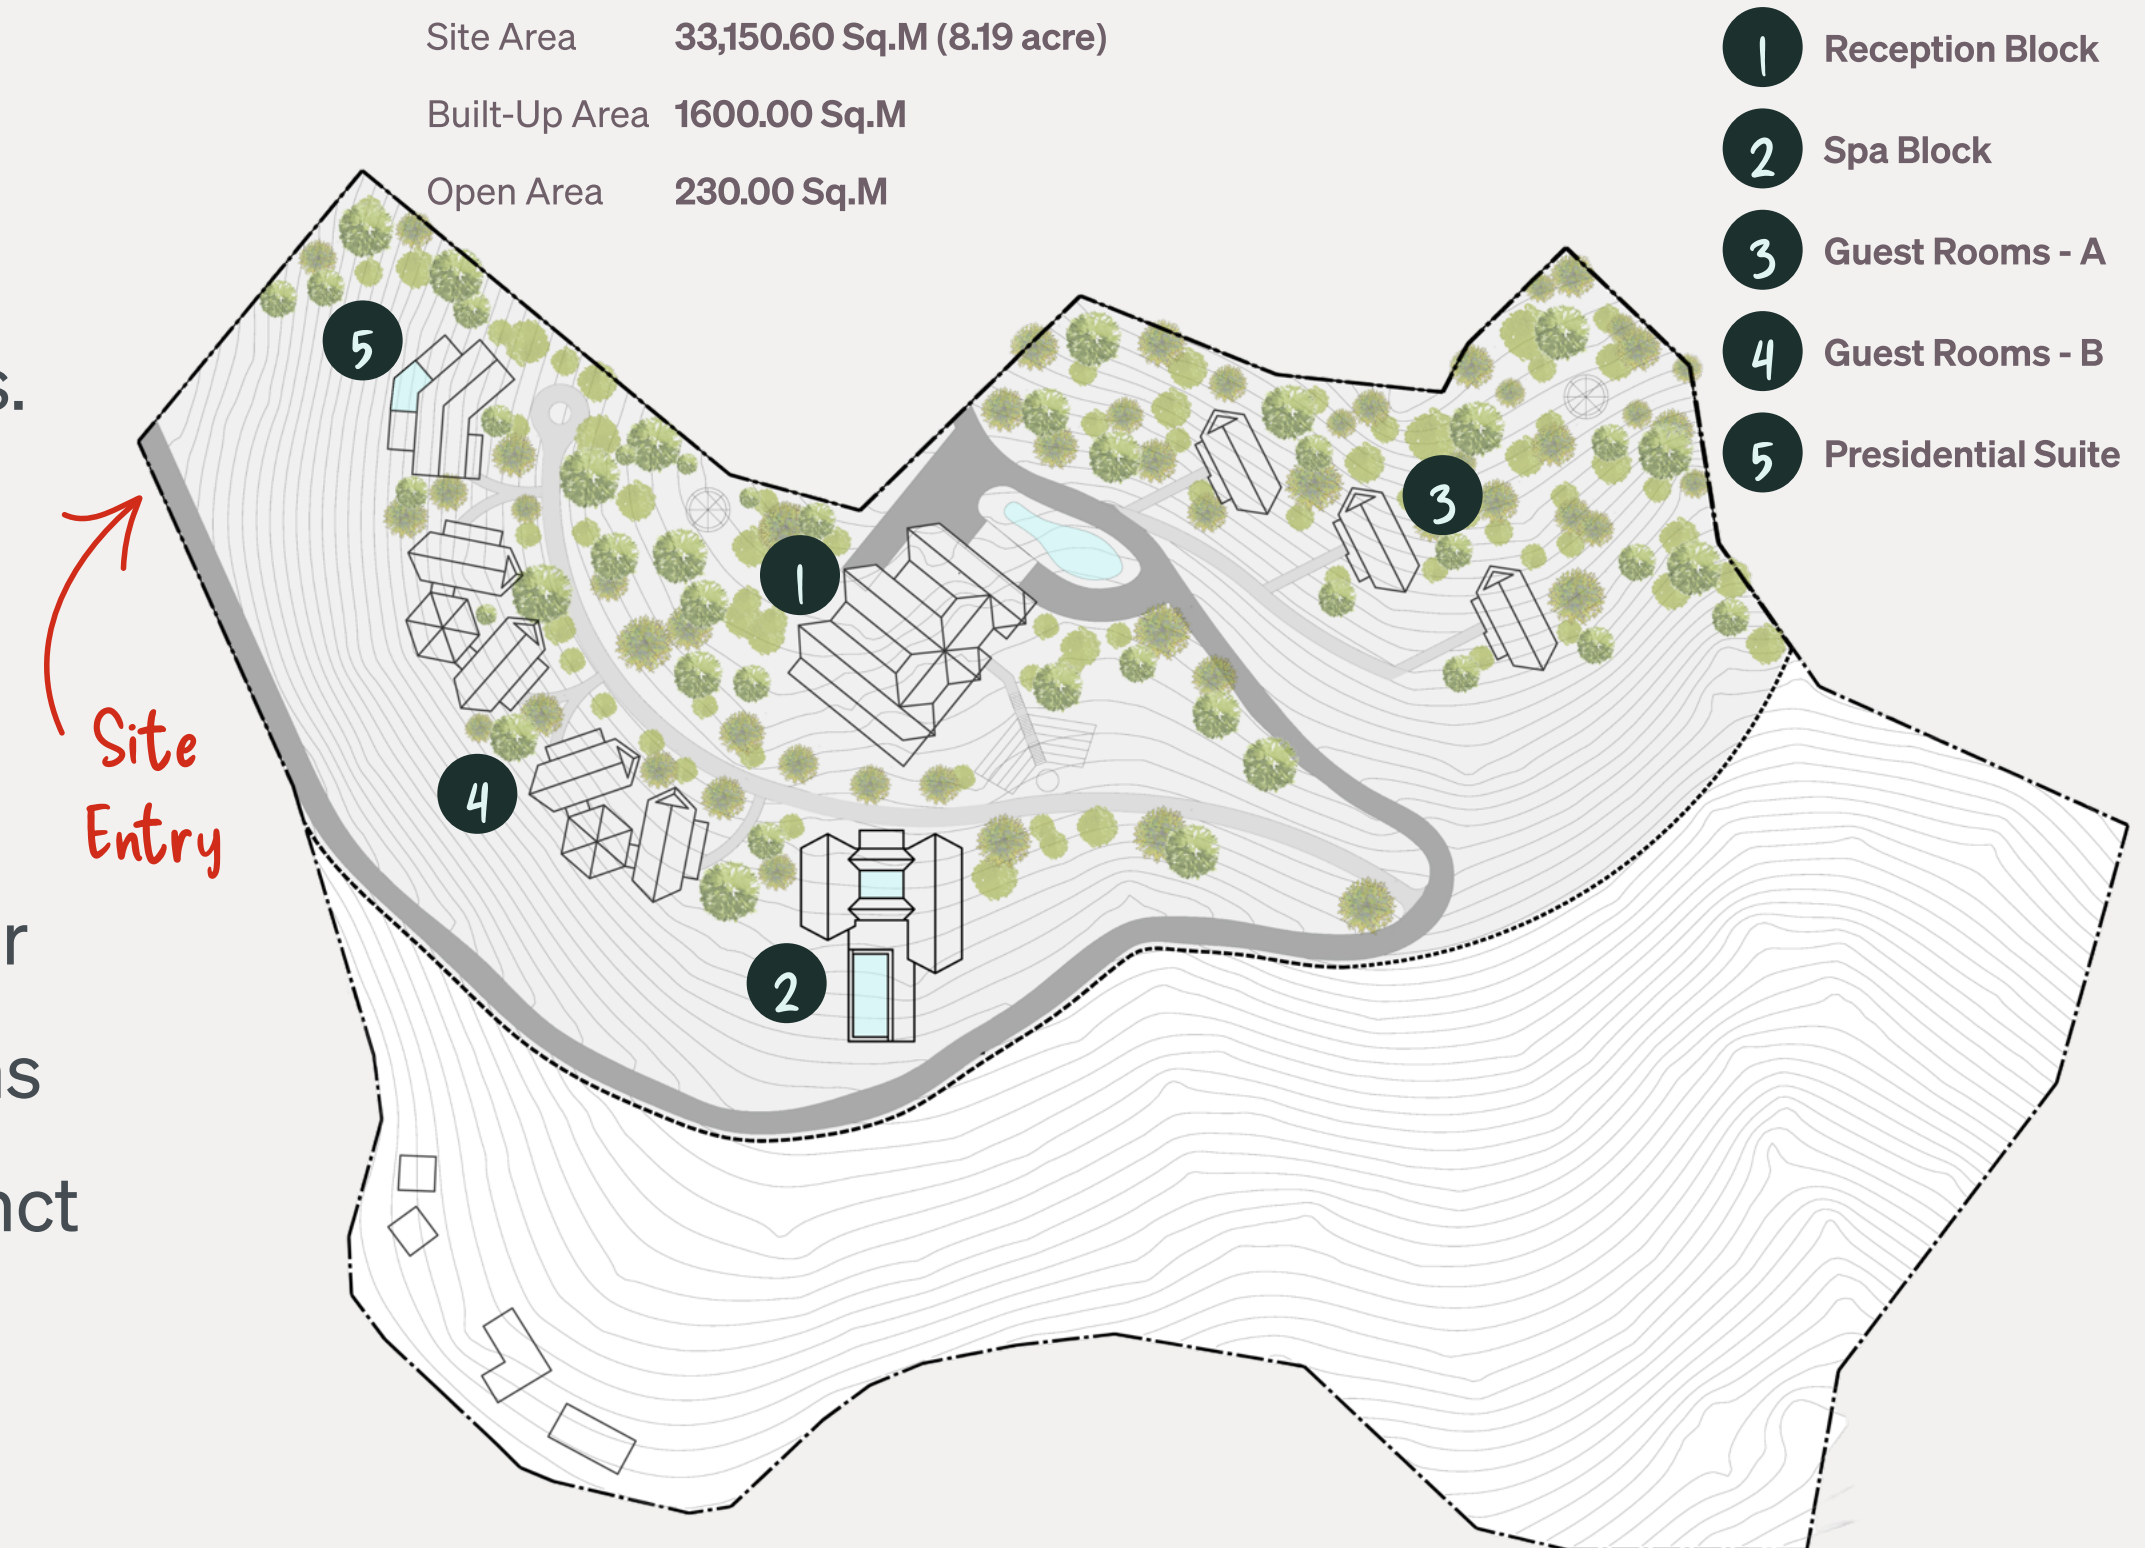 Site Area 33,150.60 Sq.M (8.19 acre)
Built-Up Area 1600.00 Sq.M
Open Area 230.00 Sq.M
1 Reception Block
2 Spa Block
3 Guest Rooms - A
4 Guest Rooms - B
5 Presidential Suite
5
3
1
4
2
Site
Entry
s.
r